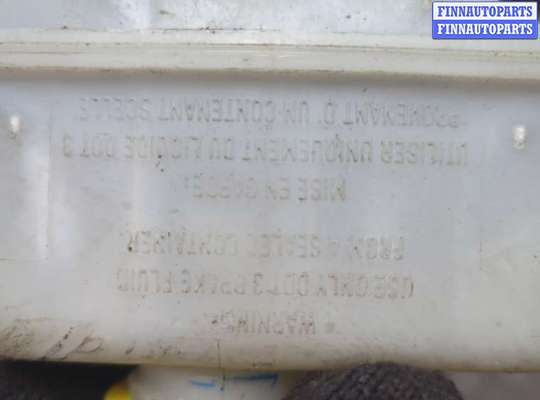 FINNAUTOPARTS
FINNAUTOPARTS
* WARNING:
USE ONLY DOT 3 BRAKE FLUID
FROM A SEALED CONTAINER.
MISE EN GARDE:
UTILISER UNIQUEMENT DU LIQUIDE DOT 3
PROVENANT D' UN CONTENANT SCELLE